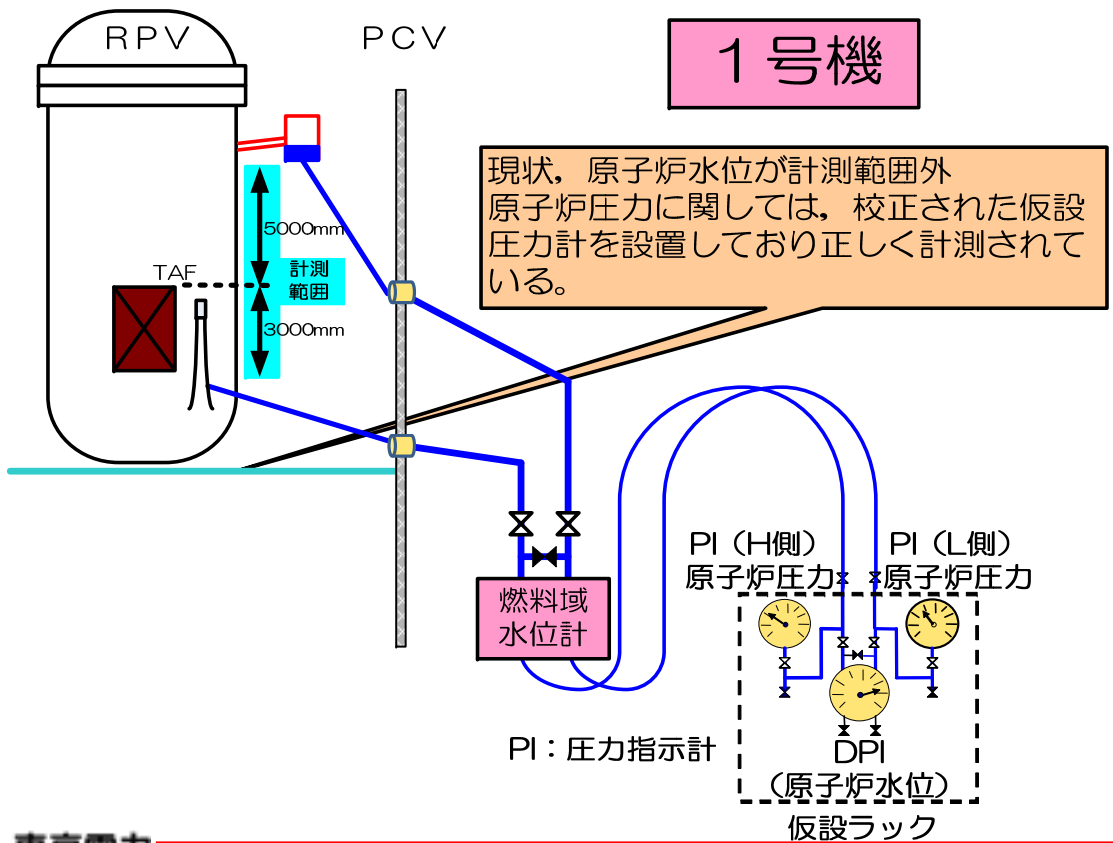 RPV
PCV
1号機
現状，原子炉水位が計測範囲外
原子炉圧力に関しては，校正された仮設
圧力計を設置しており正しく計測されて
いる。
5000mm
TAF
計測
範囲
3000mm
PI（H側）
原子炉圧力
PI（L側）
原子炉圧力
燃料域
水位計
PI：圧力指示計
DPI
（原子炉水位）
仮設ラック